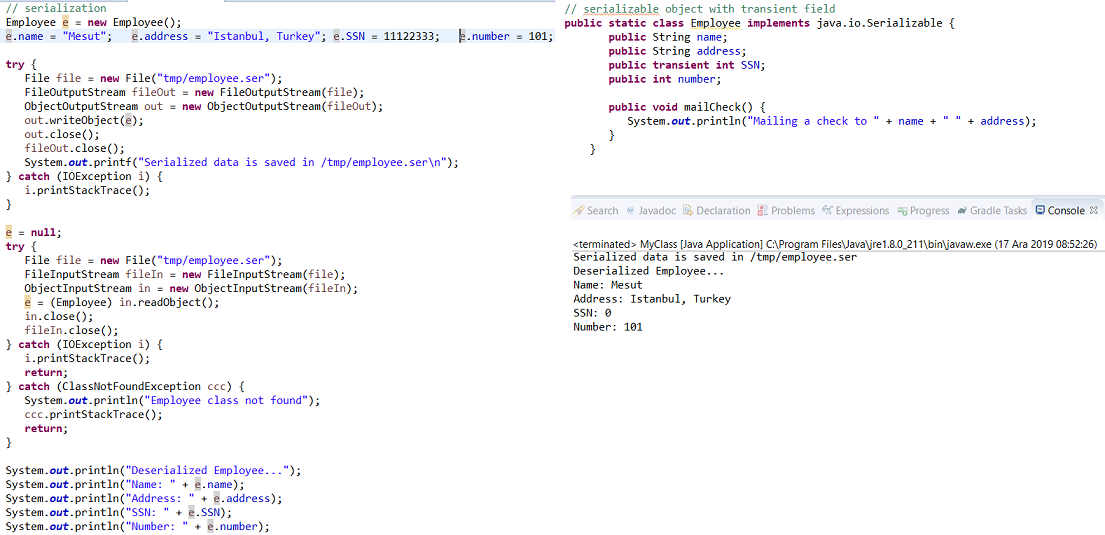 // serialization
Employee e = new Employee();
e.name = "Mesut";   e.address = "Istanbul, Turkey"; e.SSN = 11122333;   e.number = 101;
try {
   File file = new File("tmp/employee.ser");
   FileOutputStream fileOut = new FileOutputStream(file);
   ObjectOutputStream out = new ObjectOutputStream(fileOut);
   out.writeObject(e);
   out.close();
   fileOut.close();
   System.out.printf("Serialized data is saved in /tmp/employee.ser\n");
} catch (IOException i) {
   i.printStackTrace();
}
e = null;
try {
   File file = new File("tmp/employee.ser");
   FileInputStream fileIn = new FileInputStream(file);
   ObjectInputStream in = new ObjectInputStream(fileIn);
   e = (Employee) in.readObject();
   in.close();
   fileIn.close();
} catch (IOException i) {
   i.printStackTrace();
   return;
} catch (ClassNotFoundException ccc) {
   System.out.println("Employee class not found");
   ccc.printStackTrace();
   return;
}
System.out.println("Deserialized Employee...");
System.out.println("Name: " + e.name);
System.out.println("Address: " + e.address);
System.out.println("SSN: " + e.SSN);
System.out.println("Number: " + e.number);
// serializable object with transient field
public static class Employee implements java.io.Serializable {
   public String name;
   public String address;
   public transient int SSN;
   public int number;
   public void mailCheck() {
      System.out.println("Mailing a check to " + name + " " + address);
   }
}
Search Javadoc Declaration Problems Expressions Progress Gradle Tasks Console
<terminated> MyClass [Java Application] C:\Program Files\Java\jre1.8.0_211\bin\javaw.exe (17 Ara 2019 08:52:26)
Serialized data is saved in /tmp/employee.ser
Deserialized Employee...
Name: Mesut
Address: Istanbul, Turkey
SSN: 0
Number: 101